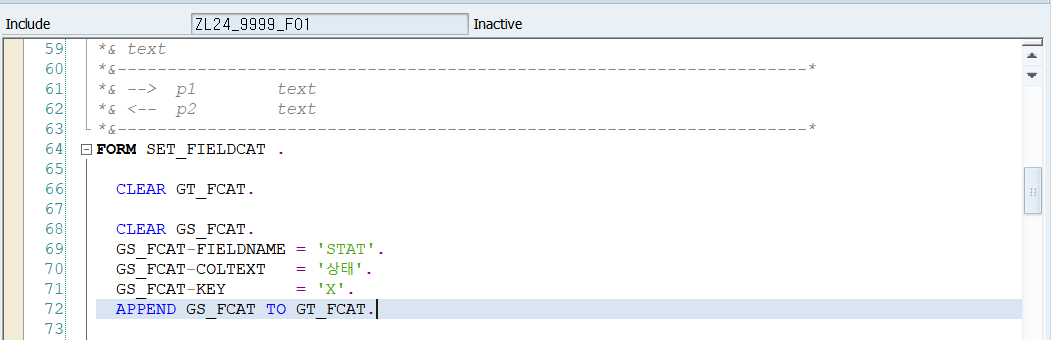 Include ZL24_9999_F01 Inactive
59 *& text
60 *&---------------------------------------------------------------------*
61 *& --> p1 text
62 *& <-- p2 text
63 *&---------------------------------------------------------------------*
64 FORM SET_FIELDCAT .
65
66 CLEAR GT_FCAT.
67
68 CLEAR GS_FCAT.
69 GS_FCAT-FIELDNAME = 'STAT'.
70 GS_FCAT-COLTEXT = '상태'.
71 GS_FCAT-KEY = 'X'.
72 APPEND GS_FCAT TO GT_FCAT.
73